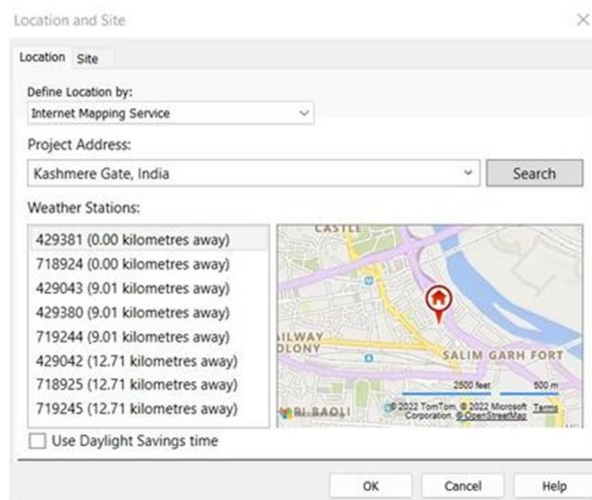 Location and Site
Location Site
Define Location by:
Internet Mapping Service
Project Address:
Kashmere Gate, India
Search
Weather Stations:
429381 (0.00 kilometres away)
718924 (0.00 kilometres away)
429043 (9.01 kilometres away)
429380 (9.01 kilometres away)
719244 (9.01 kilometres away)
429042 (12.71 kilometres away)
718925 (12.71 kilometres away)
719245 (12.71 kilometres away)
CASTLE
AILWAY
OLONY
SALIM GARH FORT
2500 feet 500 m
BAOLI
© 2022 TomTom, © 2022 Microsoft Terms
Corporation, © OpenStreetMap
Use Daylight Savings time
OK Cancel Help